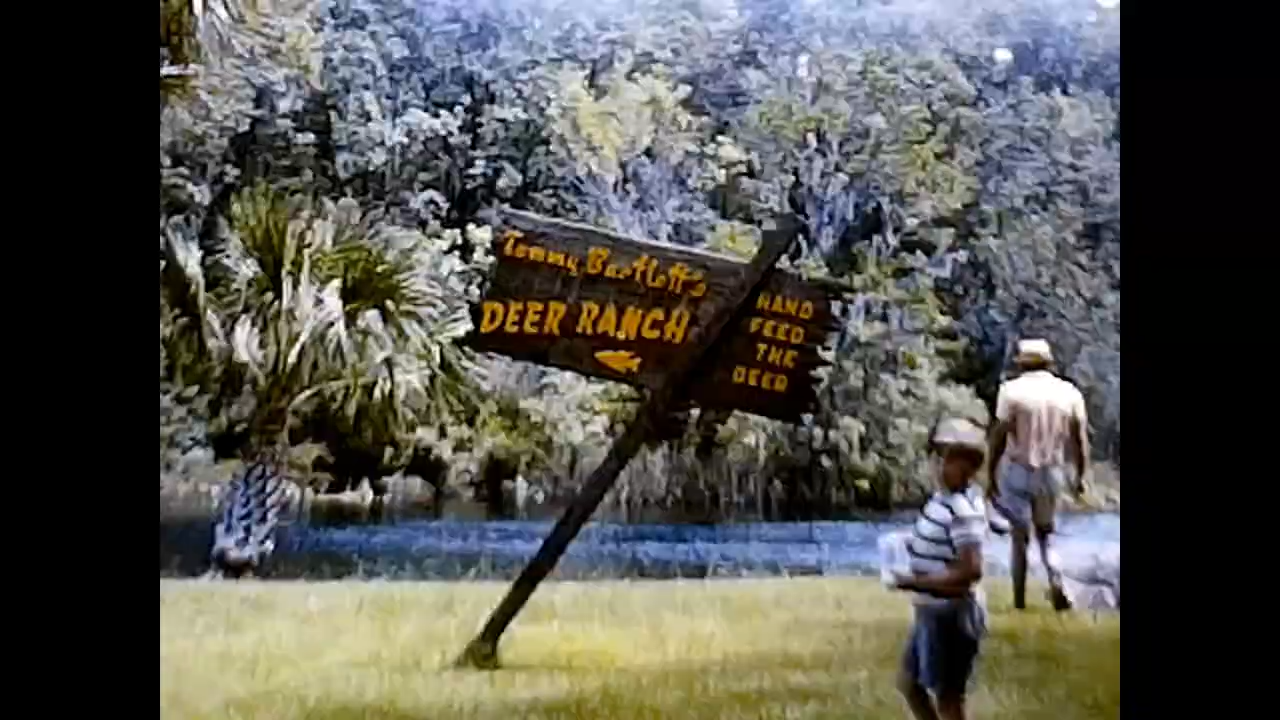 Tommy Bartlett's
DEER RANCH
HAND
FEED
THE
DEER